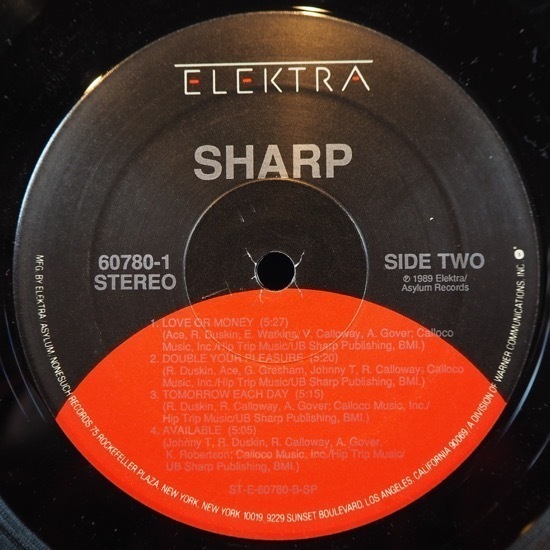 ELEKTRA
SHARP
60780-1
STEREO
SIDE TWO
℗ 1989 Elektra/
Asylum Records
1. LOVE OR MONEY (5:27)
(Ace, R. Duskin, E. Watkins, V. Calloway, A. Gover; Calloco
Music, Inc./Hip Trip Music/UB Sharp Publishing, BMI.)
2. DOUBLE YOUR PLEASURE (5:20)
(R. Duskin, Ace, G. Gresham, Johnny T, R. Calloway; Calloco
Music, Inc./Hip Trip Music/UB Sharp Publishing, BMI.)
3. TOMORROW EACH DAY (5:15)
(R. Duskin, R. Calloway, A. Gover; Calloco Music, Inc./
Hip Trip Music/UB Sharp Publishing, BMI.)
4. AVAILABLE (5:05)
(Johnny T, R. Duskin, R. Calloway, A. Gover,
K. Robertson; Calloco Music, Inc./Hip Trip Music/
UB Sharp Publishing, BMI.)
ST-E-60780-B-SP
MFG. BY ELEKTRA/ASYLUM/NONESUCH RECORDS 75 ROCKEFELLER PLAZA, NEW YORK, NEW YORK 10019, 9229 SUNSET BOULEVARD, LOS ANGELES, CALIFORNIA 90069. A DIVISION OF WARNER COMMUNICATIONS, INC.